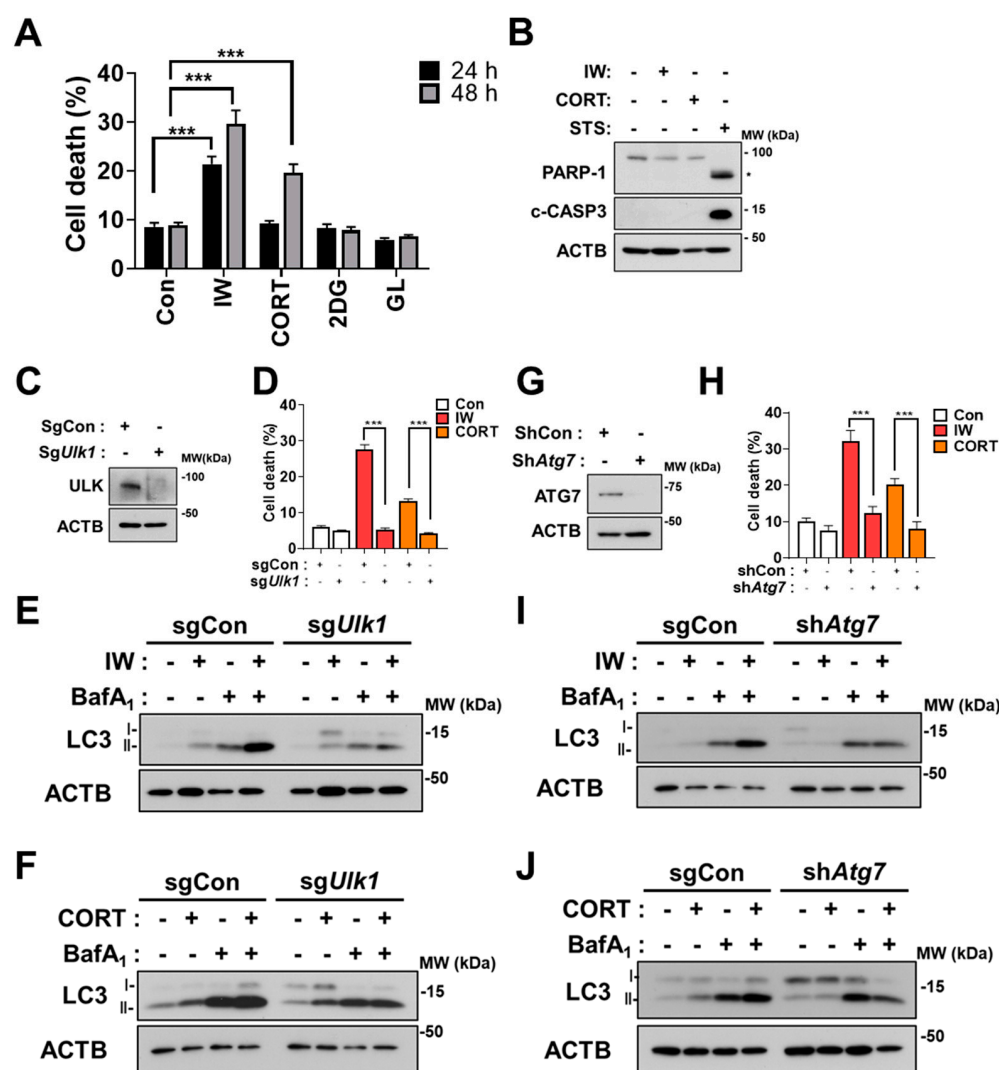 A
Cell death (%)
40
30
20
10
0
***
***
***
24 h
48 h
Con
IW
CORT
2DG
GL
B
IW: - + - -
CORT: - - + -
STS: - - - +
MW (kDa)
PARP-1
- 100
*
c-CASP3
- 15
ACTB
- 50
C
SgCon : + -
SgUlk1 : - +
MW(kDa)
ULK
-100
ACTB
-50
D
Cell death (%)
40
30
20
10
0
***
***
Con
IW
CORT
sgCon : + - + - + -
sgUlk1 : - + - + - +
G
ShCon : + -
ShAtg7 : - +
MW (kDa)
ATG7
-75
ACTB
-50
H
Cell death (%)
40
30
20
10
0
***
***
Con
IW
CORT
shCon : + - + - + -
shAtg7 : - + - + - +
E
sgCon sgUlk1
IW : - + - + - + - +
BafA1 : - - + + - - + +
MW (kDa)
LC3
I-
II-
-15
ACTB
-50
I
sgCon shAtg7
IW : - + - + - + - +
BafA1 : - - + + - - + +
MW (kDa)
LC3
I-
II-
-15
ACTB
-50
F
sgCon sgUlk1
CORT : - + - + - + - +
BafA1 : - - + + - - + +
MW (kDa)
LC3
I-
II-
-15
ACTB
-50
J
sgCon shAtg7
CORT : - + - + - + - +
BafA1 : - - + + - - + +
MW (kDa)
LC3
I-
II-
-15
ACTB
-50